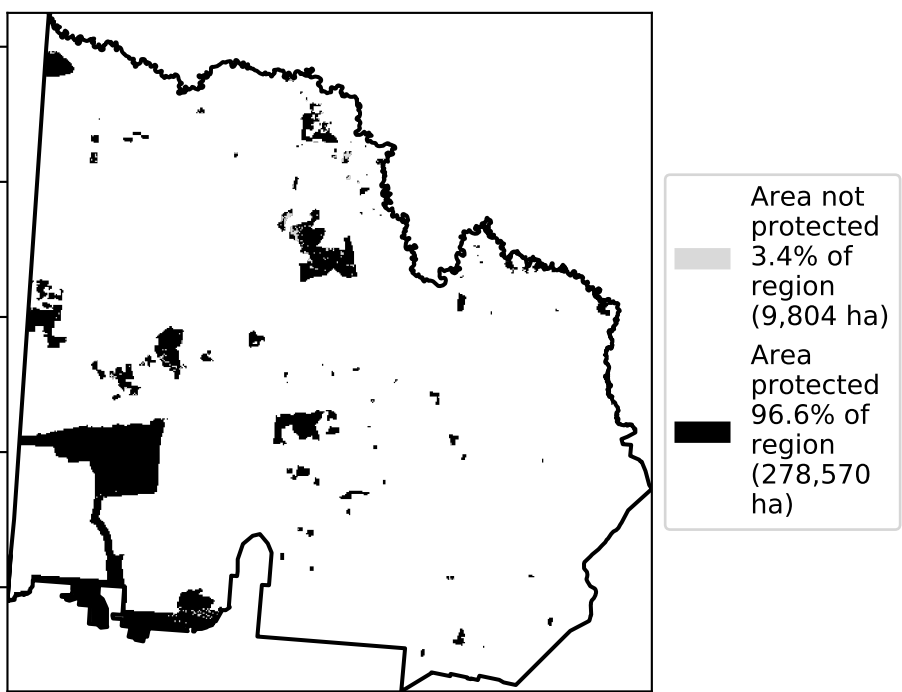 Area not
protected
3.4% of
region
(9,804 ha)
Area
protected
96.6% of
region
(278,570
ha)